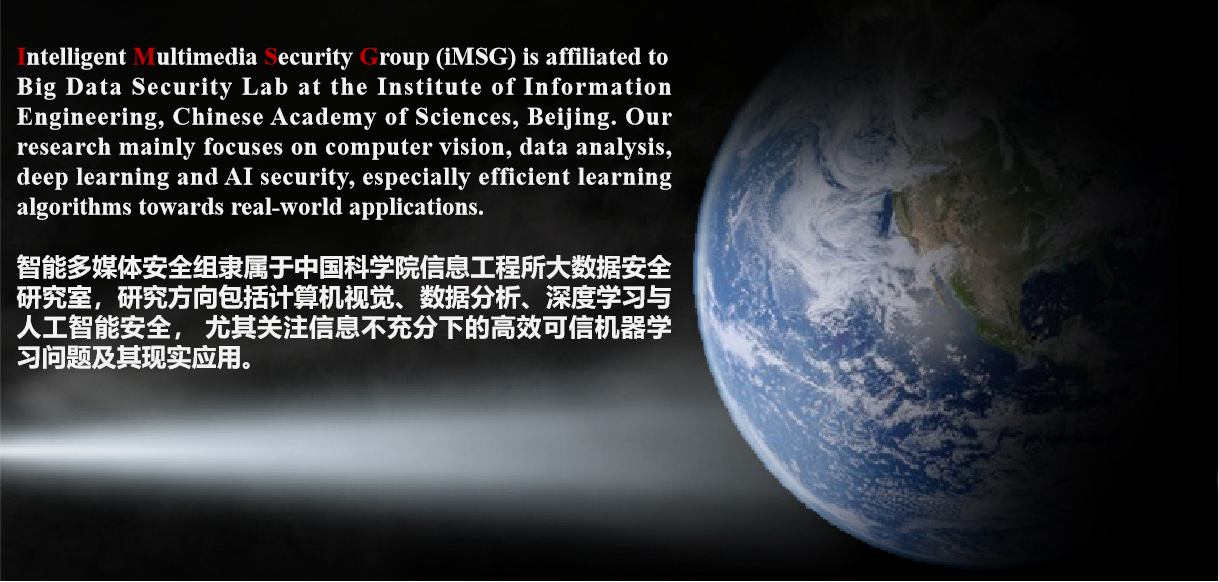 Intelligent Multimedia Security Group (iMSG) is affiliated to
Big Data Security Lab at the Institute of Information
Engineering, Chinese Academy of Sciences, Beijing. Our
research mainly focuses on computer vision, data analysis,
deep learning and AI security, especially efficient learning
algorithms towards real-world applications.
智能多媒体安全组隶属于中国科学院信息工程所大数据安全
研究室，研究方向包括计算机视觉、数据分析、深度学习与
人工智能安全， 尤其关注信息不充分下的高效可信机器学
习问题及其现实应用。